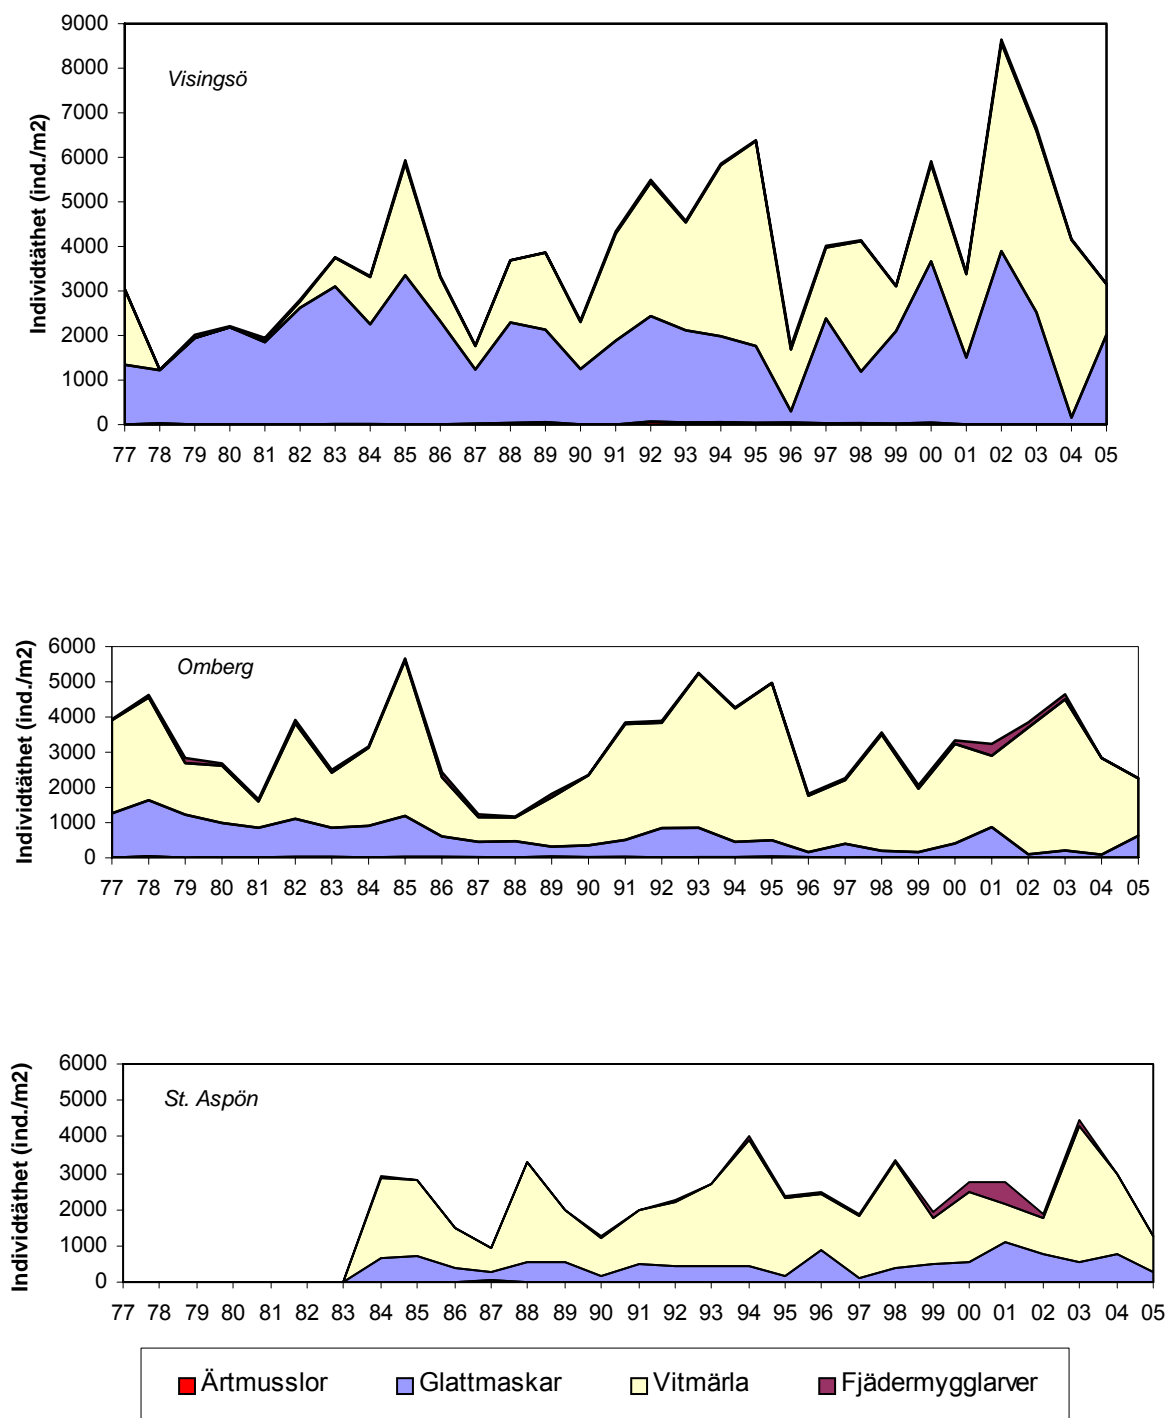 9000
8000
7000
6000
5000
4000
3000
2000
1000
0
Individtäthet (ind./m2)
Visingsö
77 78 79 80 81 82 83 84 85 86 87 88 89 90 91 92 93 94 95 96 97 98 99 00 01 02 03 04 05
6000
5000
4000
3000
2000
1000
0
Individtäthet (ind./m2)
Omberg
77 78 79 80 81 82 83 84 85 86 87 88 89 90 91 92 93 94 95 96 97 98 99 00 01 02 03 04 05
6000
5000
4000
3000
2000
1000
0
Individtäthet (ind./m2)
St. Aspön
77 78 79 80 81 82 83 84 85 86 87 88 89 90 91 92 93 94 95 96 97 98 99 00 01 02 03 04 05
Ärtmusslor Glattmaskar Vitmärla Fjädermygglarver